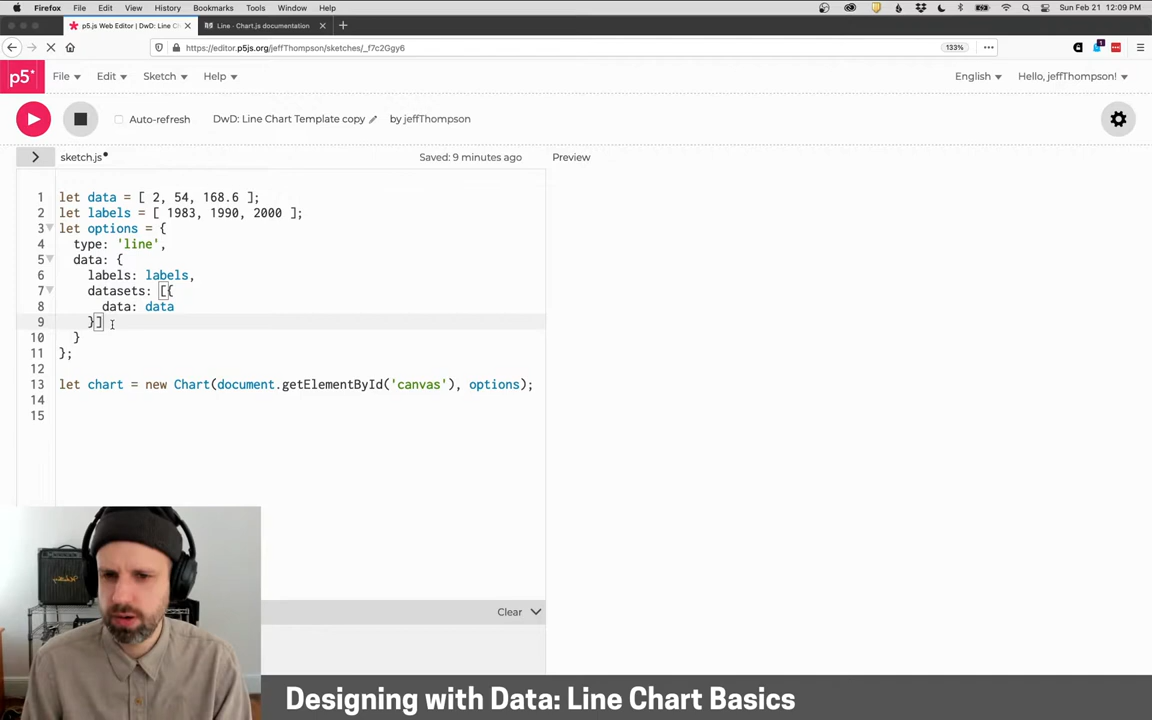 Firefox File Edit View History Bookmarks Tools Window Help
Sun Feb 21 12:09 PM
p5.js Web Editor | DwD: Line C
Line - Chart.js documentation
https://editor.p5js.org/jeffThompson/sketches/_f7c2Ggy6
133%
p5* File Edit Sketch Help
English Hello, jeffThompson!
Auto-refresh DwD: Line Chart Template copy by jeffThompson
sketch.js Saved: 9 minutes ago Preview
1 let data = [ 2, 54, 168.6 ];
2 let labels = [ 1983, 1990, 2000 ];
3 let options = {
4 type: 'line',
5 data: {
6 labels: labels,
7 datasets: [{
8 data: data
9 }]
10 }
11 };
12
13 let chart = new Chart(document.getElementById('canvas'), options);
14
15
Clear
Designing with Data: Line Chart Basics